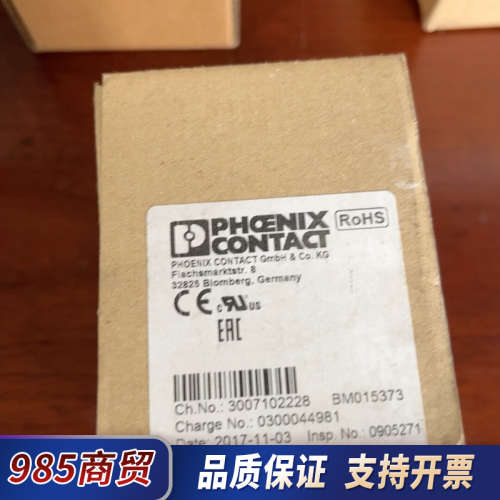 PHOENIX
CONTACT
RoHS
PHOENIX CONTACT GmbH & Co. KG
Flachsmarktstr. 8
32825 Blomberg, Germany
CE c RU US
EAC
Ch.No.: 3007102228 BM015373
Charge No.: 0300044981
Date: 2017-11-03 Insp. No.: 0905271
985商贸 品质保证 支持开票